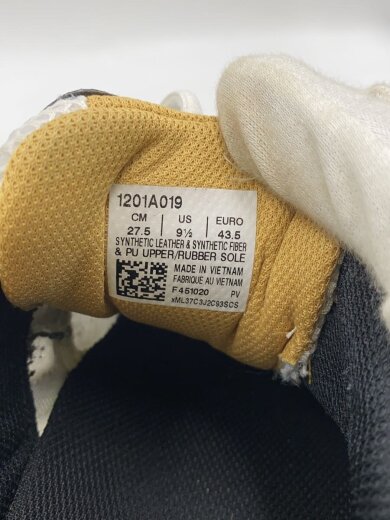 1201A019
CM US EURO
27.5 9½ 43.5
SYNTHETIC LEATHER & SYNTHETIC FIBER
& PU UPPER/RUBBER SOLE
MADE IN VIETNAM
FABRIQUE AU VIETNAM
F451020 PV
xML37C3J2C93SCS